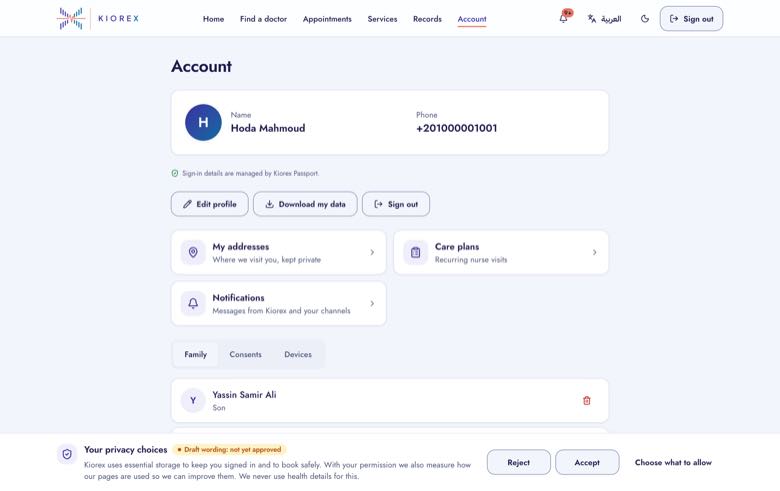 KIOREX
Home Find a doctor Appointments Services Records Account
9+
العربية
Sign out
Account
H
Name
Hoda Mahmoud
Phone
+201000001001
Sign-in details are managed by Kiorex Passport.
Edit profile Download my data Sign out
My addresses
Where we visit you, kept private
Care plans
Recurring nurse visits
Notifications
Messages from Kiorex and your channels
Family Consents Devices
Y
Yassin Samir Ali
Son
Your privacy choices Draft wording: not yet approved
Kiorex uses essential storage to keep you signed in and to book safely. With your permission we also measure how
our pages are used so we can improve them. We never use health details for this.
Reject Accept Choose what to allow